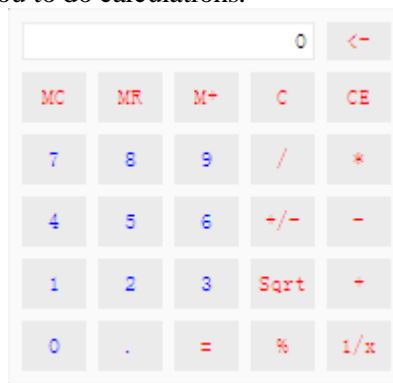 ou to do calculations.
0 <-
MC MR M+ C CE
7 8 9 / *
4 5 6 +/- -
1 2 3 Sqrt +
0 . = % 1/x